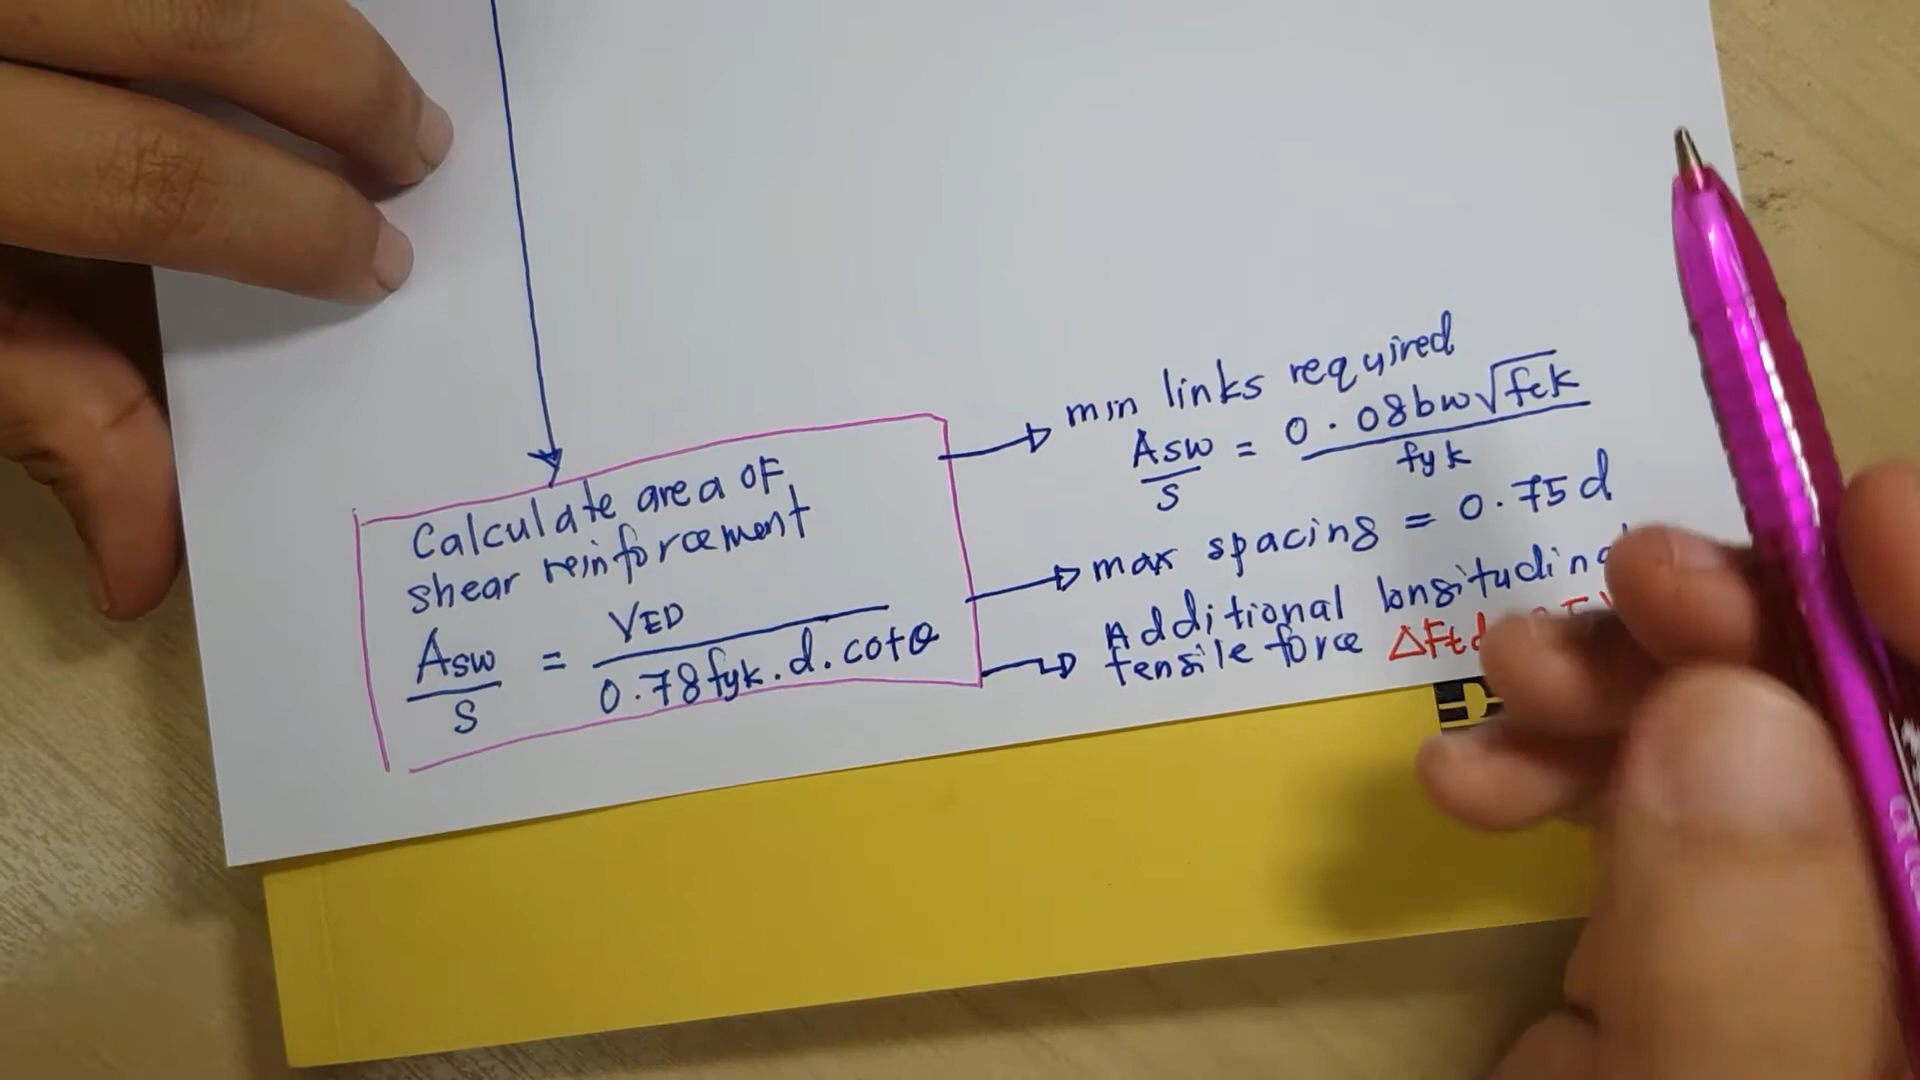 Calculate area of
shear reinforcement
Asw/s = VED/0.78fyk.d.cotθ
min links required
Asw/s = 0.08bw√fck/fyk
max spacing = 0.75d
Additional
tensile force ΔFtd